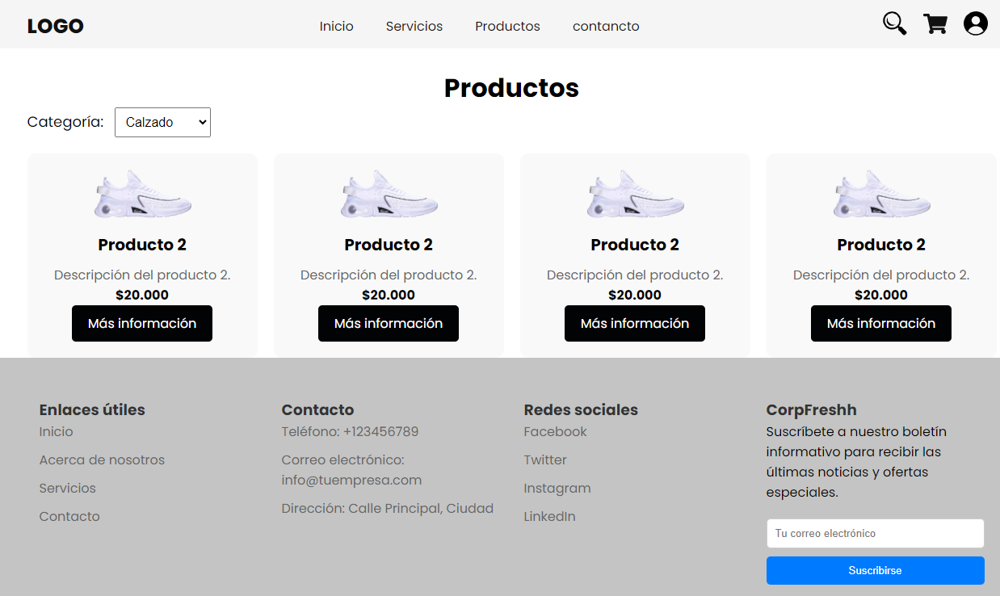 LOGO
Inicio Servicios Productos contancto
Productos
Categoría: Calzado
Producto 2 Producto 2 Producto 2 Producto 2
Descripción del producto 2. Descripción del producto 2. Descripción del producto 2. Descripción del producto 2.
$20.000 $20.000 $20.000 $20.000
Más información Más información Más información Más información
Enlaces útiles
Inicio
Acerca de nosotros
Servicios
Contacto
Contacto
Teléfono: +123456789
Correo electrónico:
info@tuempresa.com
Dirección: Calle Principal, Ciudad
Redes sociales
Facebook
Twitter
Instagram
LinkedIn
CorpFreshh
Suscríbete a nuestro boletín
informativo para recibir las
últimas noticias y ofertas
especiales.
Tu correo electrónico
Suscribirse